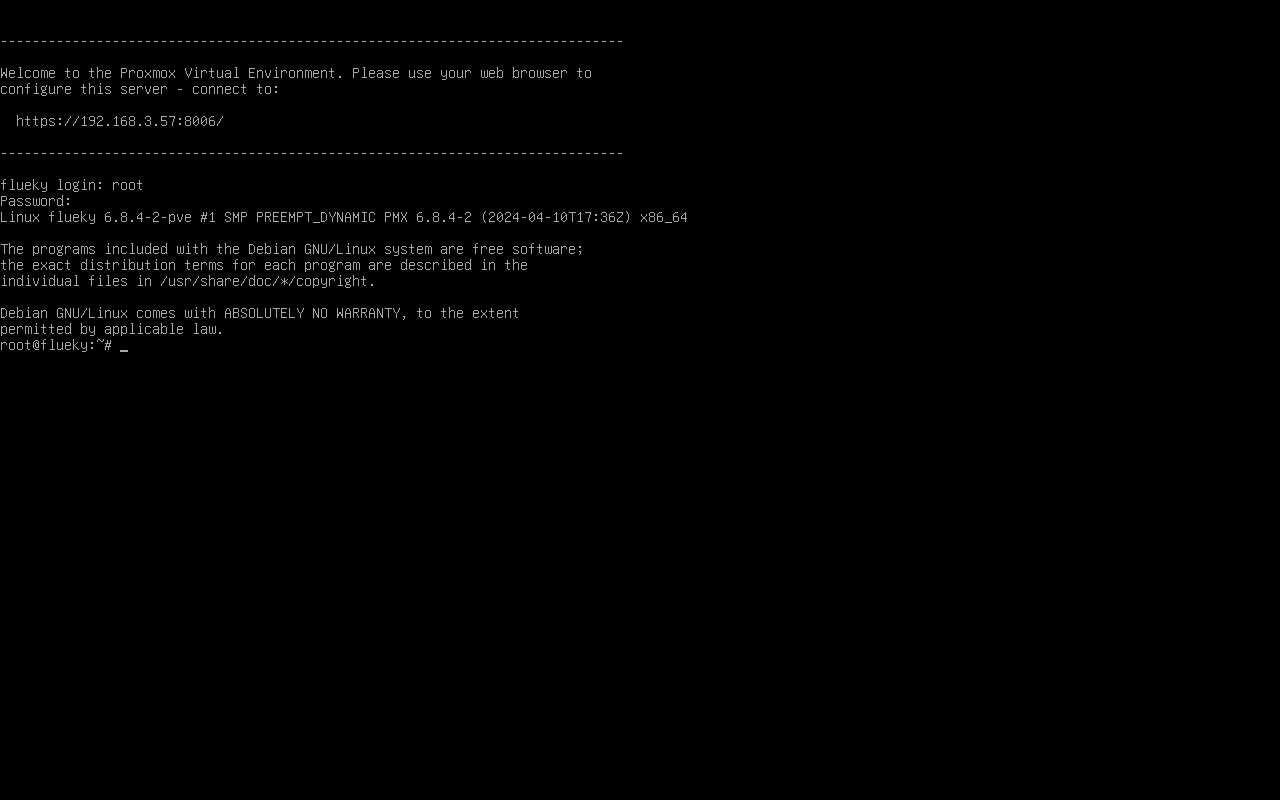 ------------------------------------------------------------------------------
Welcome to the Proxmox Virtual Environment. Please use your web browser to
configure this server - connect to:
https://192.168.3.57:8006/
------------------------------------------------------------------------------
flueky login: root
Password:
Linux flueky 6.8.4-2-pve #1 SMP PREEMPT_DYNAMIC PMX 6.8.4-2 (2024-04-10T17:36Z) x86_64
The programs included with the Debian GNU/Linux system are free software;
the exact distribution terms for each program are described in the
individual files in /usr/share/doc/*/copyright.
Debian GNU/Linux comes with ABSOLUTELY NO WARRANTY, to the extent
permitted by applicable law.
root@flueky:~# _